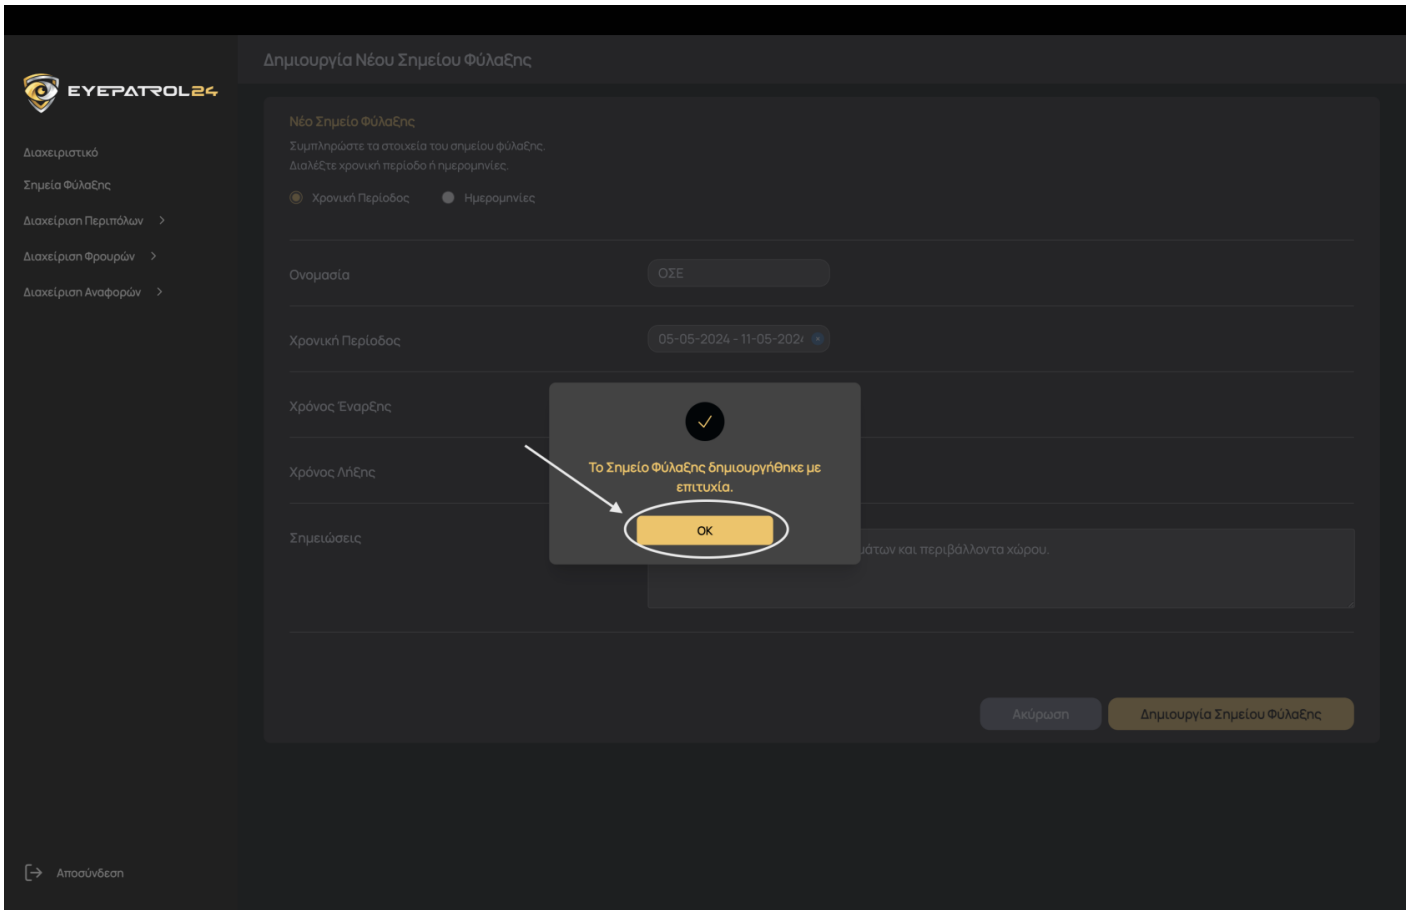 Δημιουργία Νέου Σημείου Φύλαξης
EYEPATROL24
Διαχειριστικό
Σημεία Φύλαξης
Διαχείριση Περιπόλων
Διαχείριση Φρουρών
Διαχείριση Αναφορών
Αποσύνδεση
Νέο Σημείο Φύλαξης
Συμπληρώστε τα στοιχεία του σημείου φύλαξης.
Διαλέξτε χρονική περίοδο ή ημερομηνίες.
Χρονική Περίοδος Ημερομηνίες
Ονομασία ΟΣΕ
Χρονική Περίοδος 05-05-2024 - 11-05-202
Χρόνος Έναρξης
Χρόνος Λήξης
Σημειώσεις
μάτων και περιβάλλοντα χώρου.
Το Σημείο Φύλαξης δημιουργήθηκε με
επιτυχία.
OK
Ακύρωση Δημιουργία Σημείου Φύλαξης